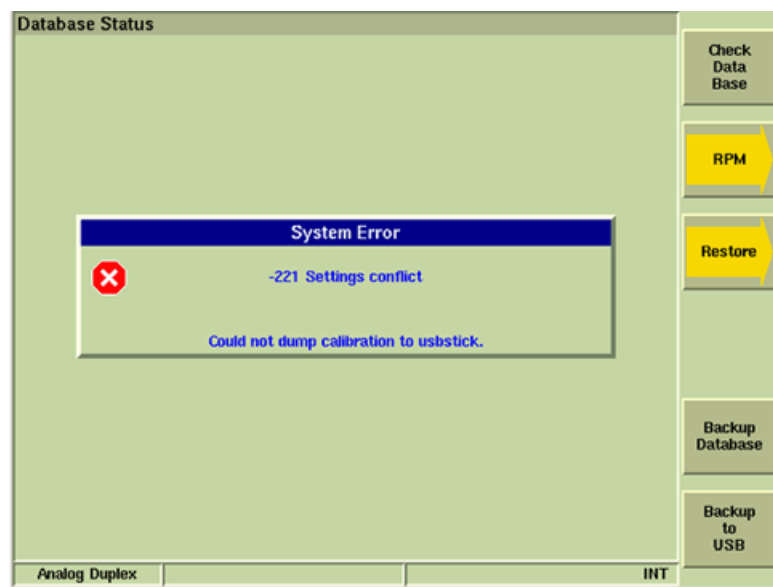 Database Status
Check
Data
Base
RPM
Restore
System Error
-221 Settings conflict
Could not dump calibration to usbstick.
Backup
Database
Backup
to
USB
Analog Duplex
INT